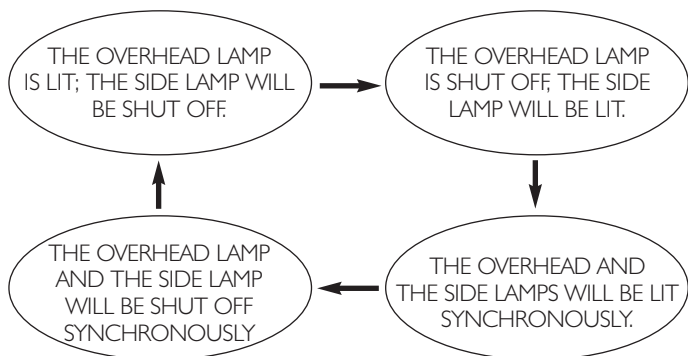 THE OVERHEAD LAMP
IS LIT; THE SIDE LAMP WILL
BE SHUT OFF.
THE OVERHEAD LAMP
IS SHUT OFF, THE SIDE
LAMP WILL BE LIT.
THE OVERHEAD LAMP
AND THE SIDE LAMP
WILL BE SHUT OFF
SYNCHRONOUSLY
THE OVERHEAD AND
THE SIDE LAMPS WILL BE LIT
SYNCHRONOUSLY.